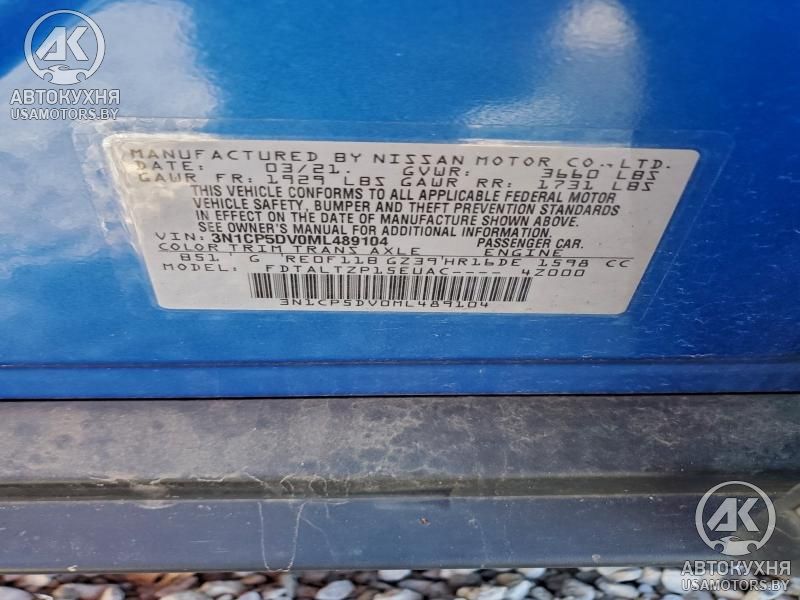 AK
АВТОКУХНЯ
USAMOTORS.BY
MANUFACTURED BY NISSAN MOTOR CO.,LTD.
DATE: 03/21. GVWR: 3660 LBS
GAWR FR: 1929 LBS GAWR RR: 1731 LBS
THIS VEHICLE CONFORMS TO ALL APPLICABLE FEDERAL MOTOR
VEHICLE SAFETY, BUMPER AND THEFT PREVENTION STANDARDS
IN EFFECT ON THE DATE OF MANUFACTURE SHOWN ABOVE.
SEE OWNER'S MANUAL FOR ADDITIONAL INFORMATION.
VIN: 3N1CP5DV0ML489104 PASSENGER CAR.
COLOR TRIM TRANS AXLE ENGINE
B51 G RE0F11B GZ39 HR16DE 1598 CC
MODEL: FDTALTZP15EUAC---- 4Z000
3N1CP5DV0ML489104
AK
АВТОКУХНЯ
USAMOTORS.BY